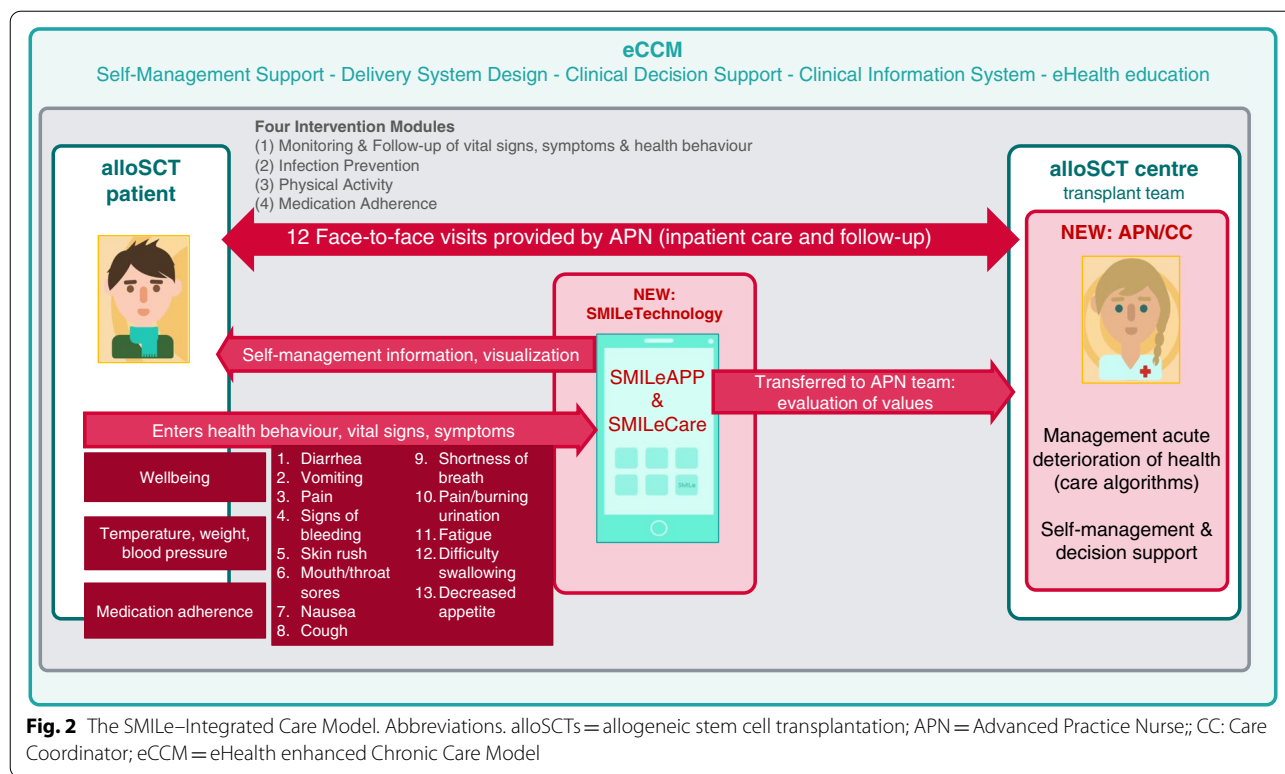 eCCM
Self-Management Support - Delivery System Design - Clinical Decision Support - Clinical Information System - eHealth education
Four Intervention Modules
(1) Monitoring & Follow-up of vital signs, symptoms & health behaviour
(2) Infection Prevention
(3) Physical Activity
(4) Medication Adherence
alloSCT
patient
alloSCT centre
transplant team
12 Face-to-face visits provided by APN (inpatient care and follow-up)
NEW: APN/CC
NEW:
SMILeTechnology
Self-management information, visualization
SMILeAPP
&
SMILeCare
SMILe
Transferred to APN team:
evaluation of values
Enters health behaviour, vital signs, symptoms
Wellbeing
Temperature, weight,
blood pressure
Medication adherence
1. Diarrhea
2. Vomiting
3. Pain
4. Signs of
bleeding
5. Skin rush
6. Mouth/throat
sores
7. Nausea
8. Cough
9. Shortness of
breath
10. Pain/burning
urination
11. Fatigue
12. Difficulty
swallowing
13. Decreased
appetite
Management acute
deterioration of health
(care algorithms)
Self-management &
decision support
Fig. 2 The SMILe–Integrated Care Model. Abbreviations. alloSCTs = allogeneic stem cell transplantation; APN = Advanced Practice Nurse;; CC: Care
Coordinator; eCCM = eHealth enhanced Chronic Care Model